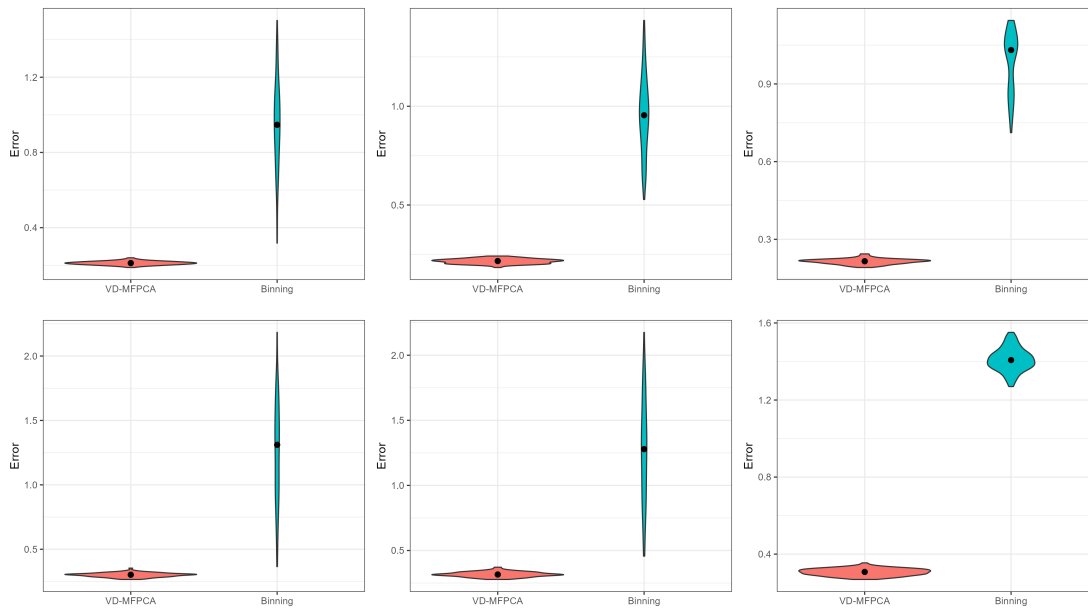 Error
1.2
0.8
0.4
VD-MFPCA Binning
Error
1.0
0.5
VD-MFPCA Binning
Error
0.9
0.6
0.3
VD-MFPCA Binning
Error
2.0
1.5
1.0
0.5
VD-MFPCA Binning
Error
2.0
1.5
1.0
0.5
VD-MFPCA Binning
Error
1.6
1.2
0.8
0.4
VD-MFPCA Binning